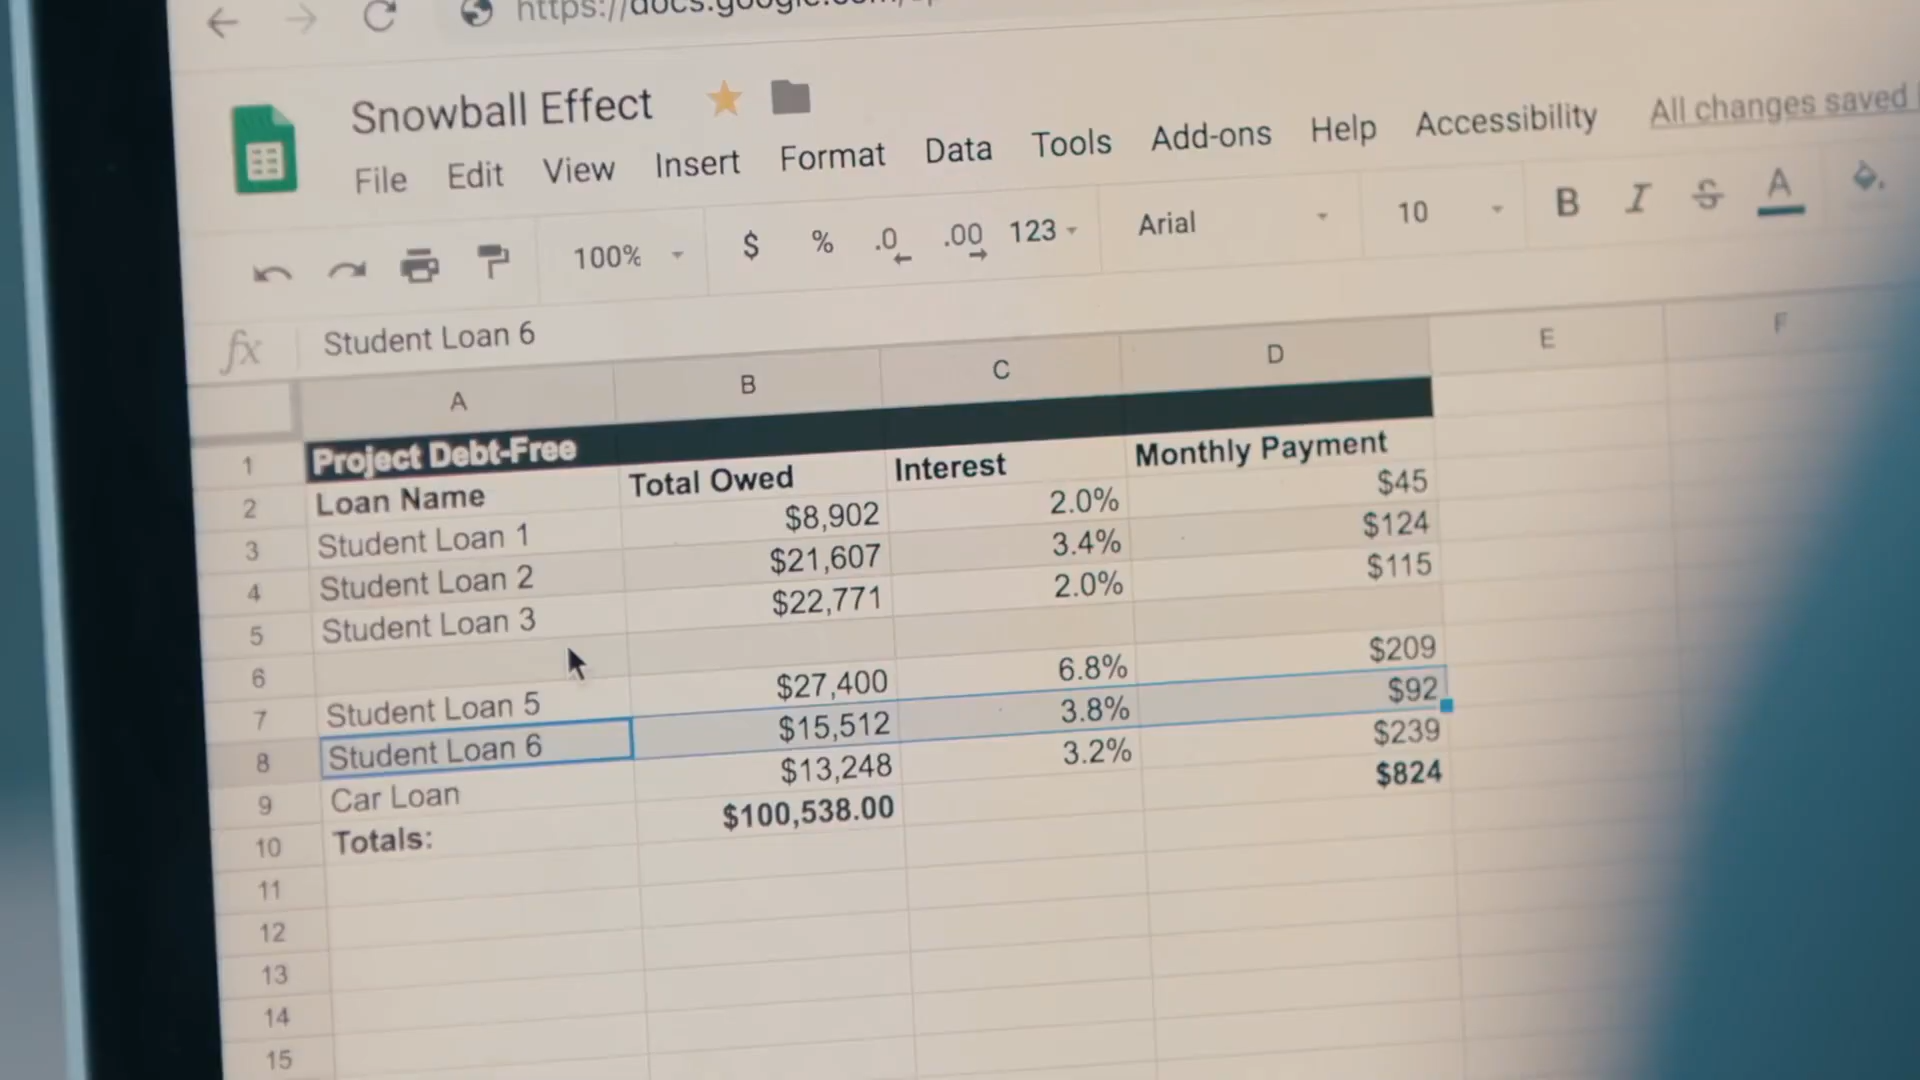 Snowball Effect
File Edit View Insert Format Data Tools Add-ons Help Accessibility All changes saved
100% $ % .0 .00 123 Arial 10 B I S A
fx Student Loan 6
A B C D E F
1 Project Debt-Free
2 Loan Name Total Owed Interest Monthly Payment
3 Student Loan 1 $8,902 2.0% $45
4 Student Loan 2 $21,607 3.4% $124
5 Student Loan 3 $22,771 2.0% $115
6
7 Student Loan 5 $27,400 6.8% $209
8 Student Loan 6 $15,512 3.8% $92
9 Car Loan $13,248 3.2% $239
10 Totals: $100,538.00 $824
11
12
13
14
15